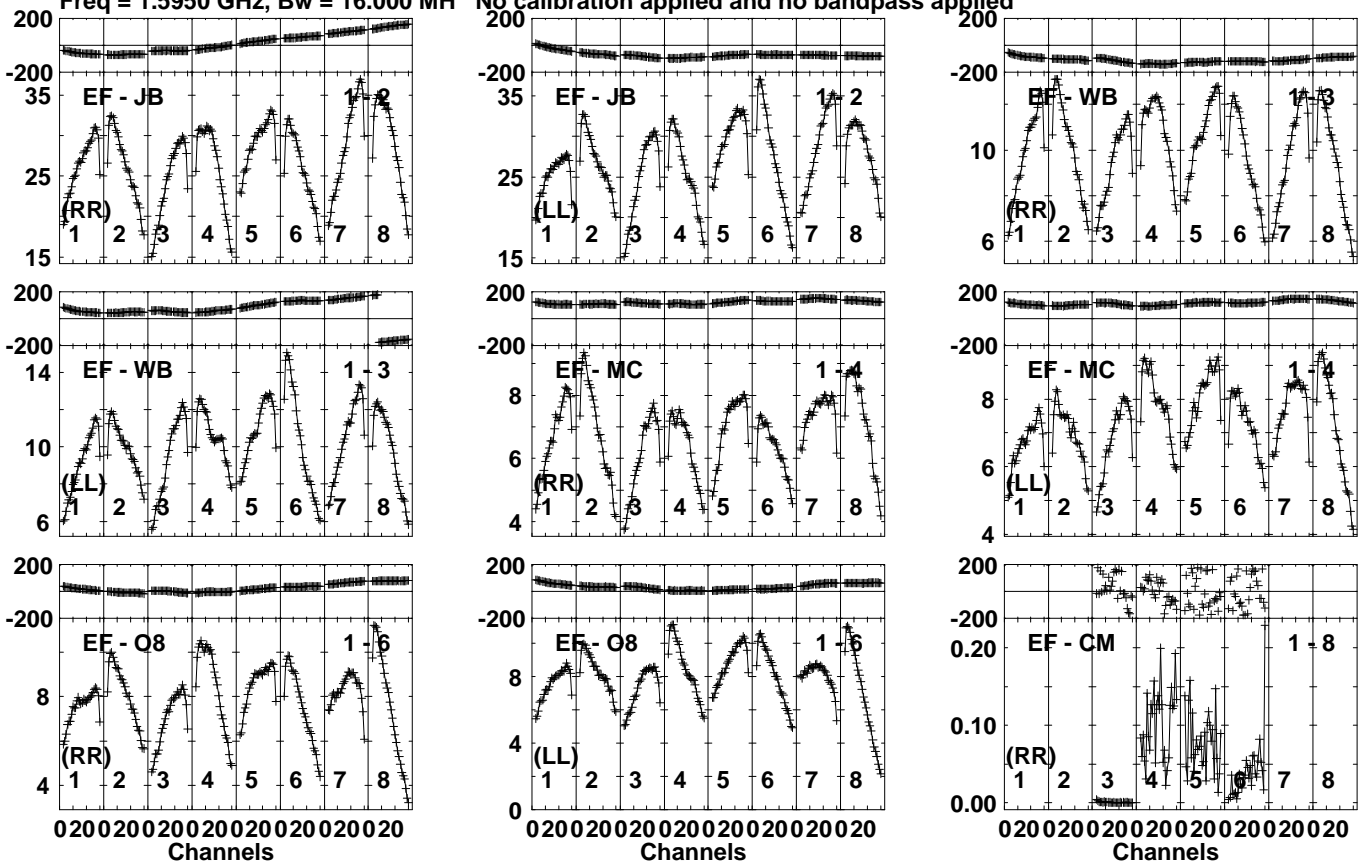 Freq = 1.5950 GHz, Bw = 16.000 MH No calibration applied and no bandpass applied
200
-200
EF - JB 1 - 2
35
25
15
(RR)
1 2 3 4 5 6 7 8
-200
EF - JB 1 - 2
35
25
15
(LL)
1 2 3 4 5 6 7 8
200
-200
EF - WB 1 - 3
10
6
(RR)
1 2 3 4 5 6 7 8
200
-200
EF - WB 1 - 3
14
10
6
(LL)
1 2 3 4 5 6 7 8
200
-200
EF - MC 1 - 4
8
6
4
(RR)
1 2 3 4 5 6 7 8
200
-200
EF - MC 1 - 4
8
6
4
(LL)
1 2 3 4 5 6 7 8
200
-200
EF - O8 1 - 6
8
4
(RR)
1 2 3 4 5 6 7 8
020020020020020020020020
Channels
200
-200
EF - O8 1 - 6
8
4
0
(LL)
1 2 3 4 5 6 7 8
020020020020020020020020
Channels
200
-200
EF - CM 1 - 8
0.20
0.10
0.00
(RR)
1 2 3 4 5 6 7 8
020020020020020020020020
Channels